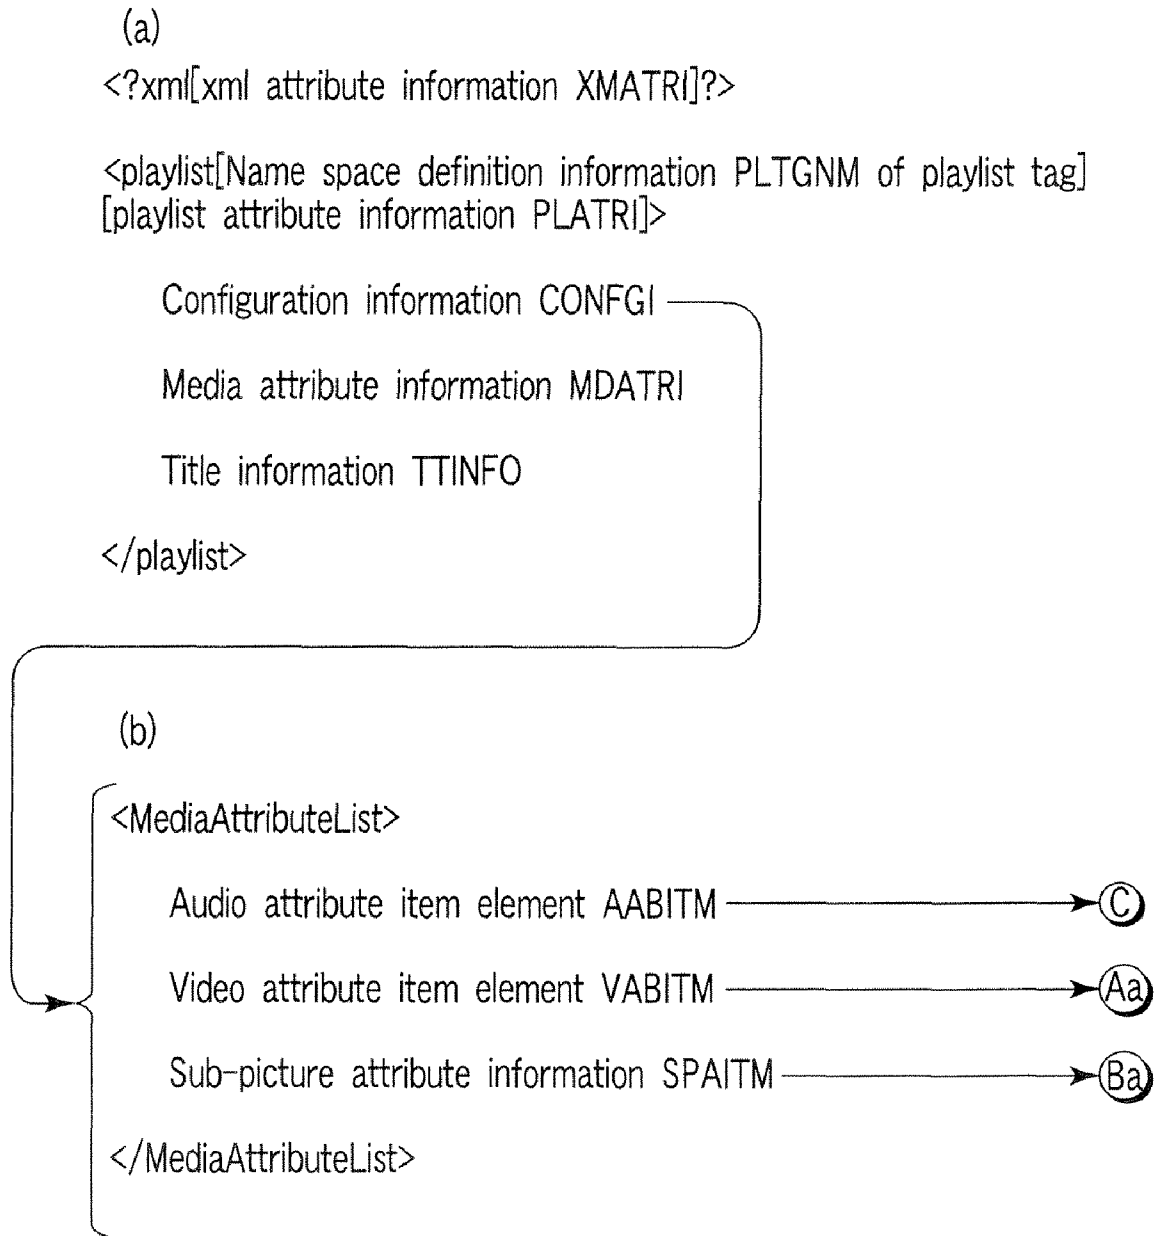 (a)
<?xml[xml attribute information XMATRI]?>
<playlist[Name space definition information PLTGNM of playlist tag]
[playlist attribute information PLATRI]>
Configuration information CONFGI
Media attribute information MDATRI
Title information TTINFO
</playlist>
(b)
<MediaAttributeList>
Audio attribute item element AABITM C
Video attribute item element VABITM Aa
Sub-picture attribute information SPAITM Ba
</MediaAttributeList>